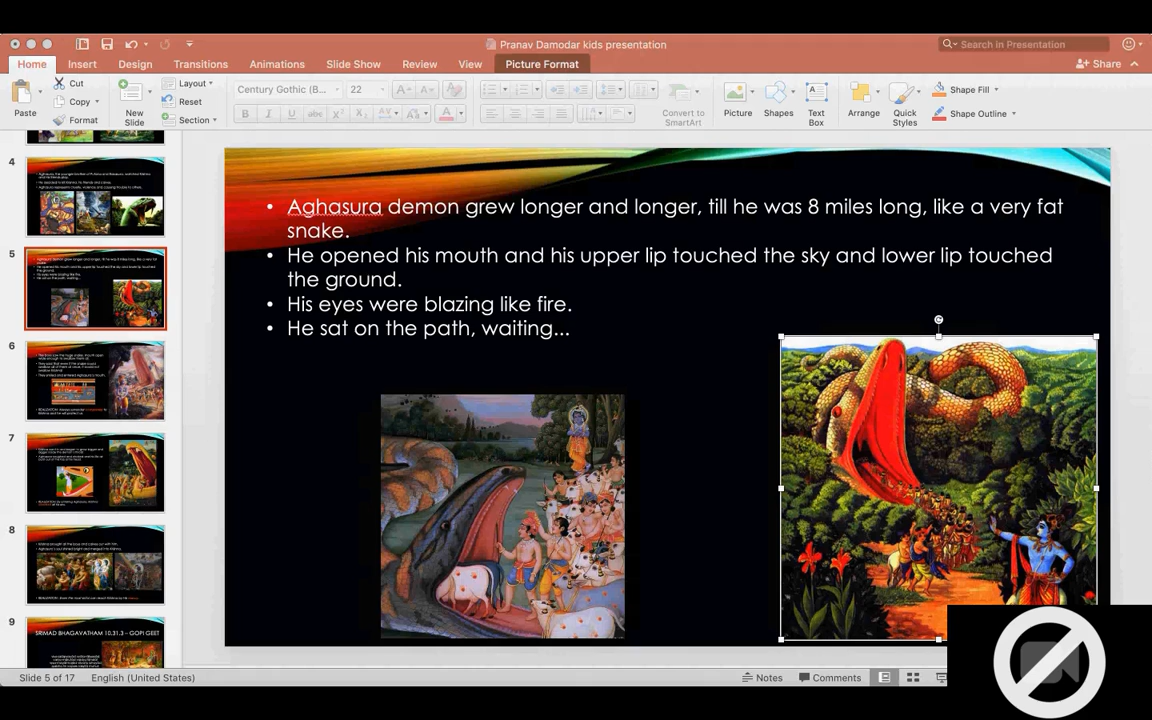 Pranav Damodar kids presentation
Search in Presentation
Home
Insert
Design
Transitions
Animations
Slide Show
Review
View
Picture Format
Share
Paste
Cut
Copy
Format
New
Slide
Layout
Reset
Section
Century Gothic (B...
22
Convert to
SmartArt
Picture
Shapes
Text
Box
Arrange
Quick
Styles
Shape Fill
Shape Outline
4
5
6
7
8
9
SRIMAD BHAGAVATHAM 10.31.3 – GOPI GEET
• Aghasura demon grew longer and longer, till he was 8 miles long, like a very fat
snake.
• He opened his mouth and his upper lip touched the sky and lower lip touched
the ground.
• His eyes were blazing like fire.
• He sat on the path, waiting...
Slide 5 of 17
English (United States)
Notes
Comments